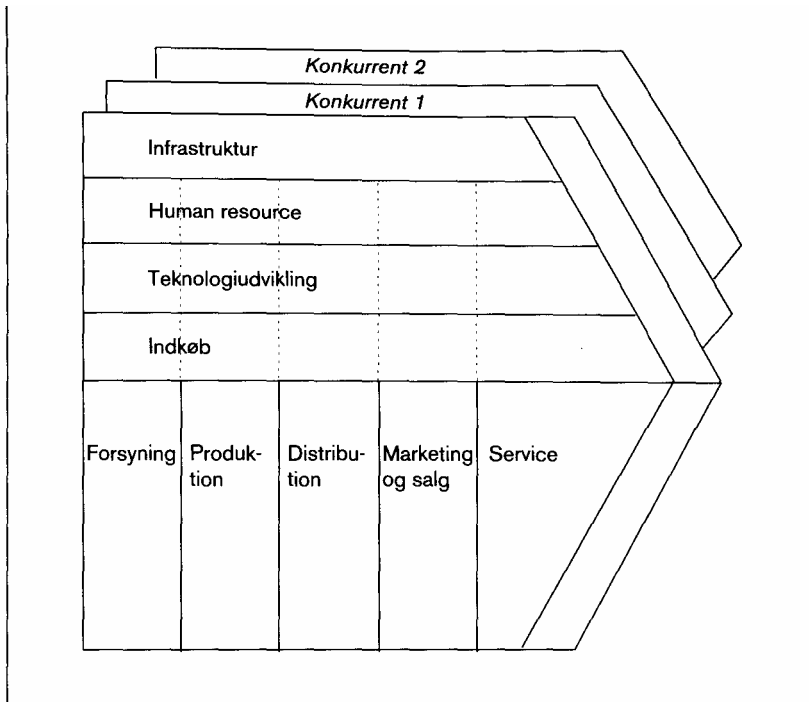 Konkurrent 2
Konkurrent 1
Infrastruktur
Human resource
Teknologiudvikling
Indkøb
Forsyning
Produk-
tion
Distribu-
tion
Marketing
og salg
Service